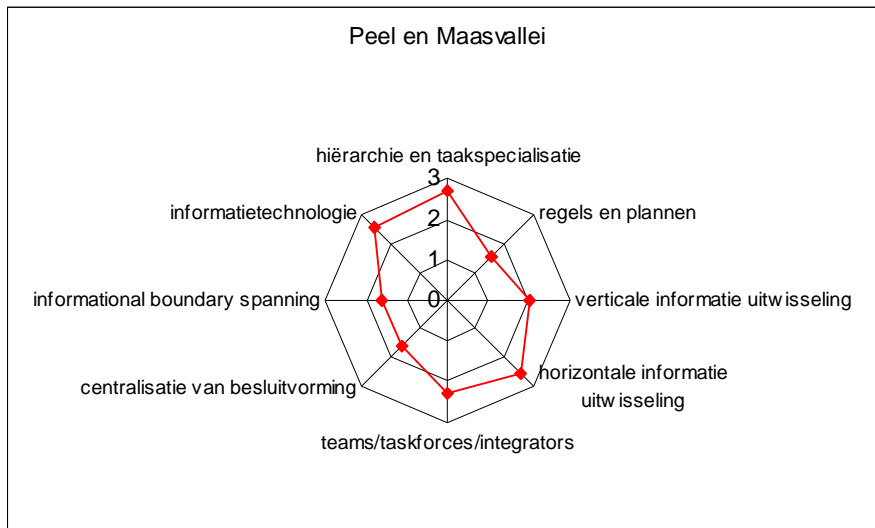 Peel en Maasvallei
hiërarchie en taakspecialisatie
3
informatietechnologie
regels en plannen
2
1
informational boundary spanning
0
verticale informatie uitwisseling
horizontale informatie
uitwisseling
centralisatie van besluitvorming
teams/taskforces/integrators